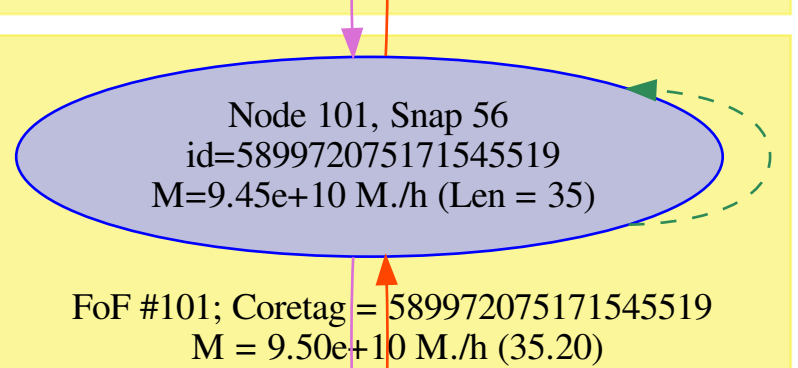 Node 101, Snap 56
id=589972075171545519
M=9.45e+10 M./h (Len = 35)
FoF #101; Coretag = 589972075171545519
M = 9.50e+10 M./h (35.20)